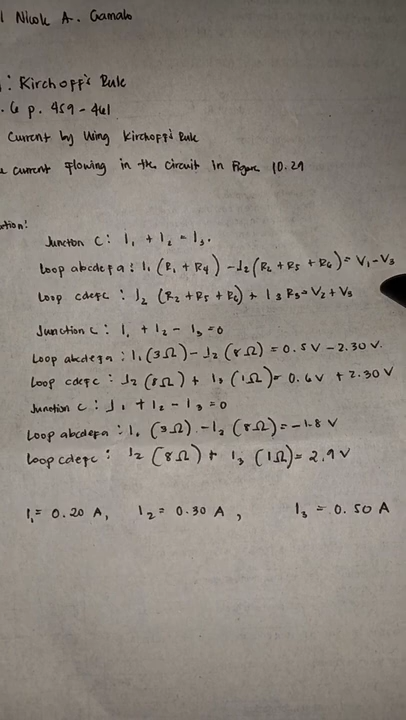 Nicole A. Gamalo
: Kirchoff's Rule
. 6 p. 459 - 461
Current by Using Kirchoff's Rule
current flowing in the circuit in Figure 10.29
ction:
Junction C: I₁ + I₂ = I₃.
Loop abcdefa: I₁ (R₁ + R₄) - I₂ (R₂ + R₅ + R₆) = V₁ - V₃
Loop cdefc : I₂ (R₂ + R₅ + R₆) + I₃ R₃ = V₂ + V₃
Junction C : I₁ + I₂ - I₃ = 0
Loop abcdefa : I₁ (3Ω) - I₂ (8Ω) = 0.5V - 2.30 V.
Loop cdefc : I₂ (8Ω) + I₃ (1Ω) = 0.6V + 2.30 V
Junction C : I₁ + I₂ - I₃ = 0
Loop abcdefa : I₁ (3Ω) - I₂ (8Ω) = -1.8 V
Loop cdefc : I₂ (8Ω) + I₃ (1Ω) = 2.9 V
I₁ = 0.20 A, I₂ = 0.30 A , I₃ = 0.50 A